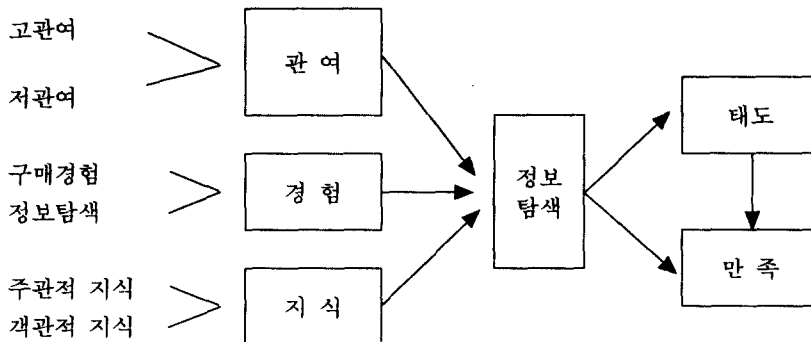 고관여
저관여
관 여
구매경험
정보탐색
경 험
주관적 지식
객관적 지식
지 식
정보
탐색
태도
만 족